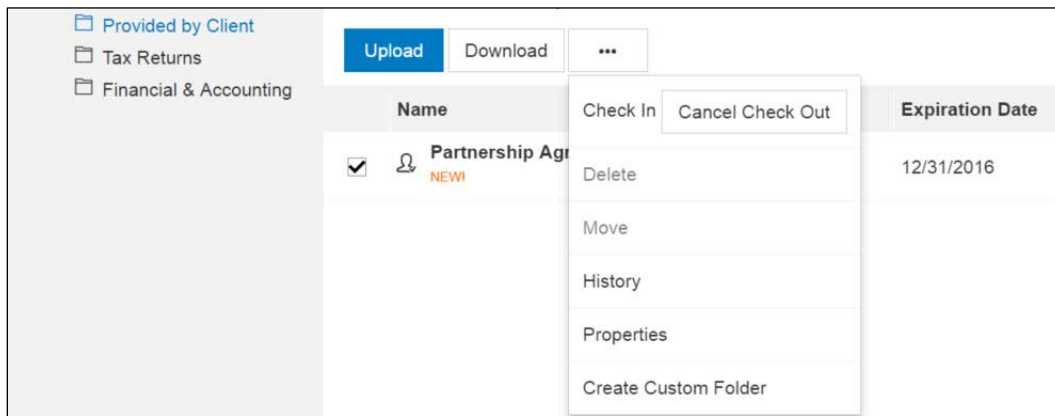 Provided by Client
Tax Returns
Financial & Accounting
Upload Download •••
Name Expiration Date
Check In Cancel Check Out
Partnership
NEW!
12/31/2016
Delete
Move
History
Properties
Create Custom Folder